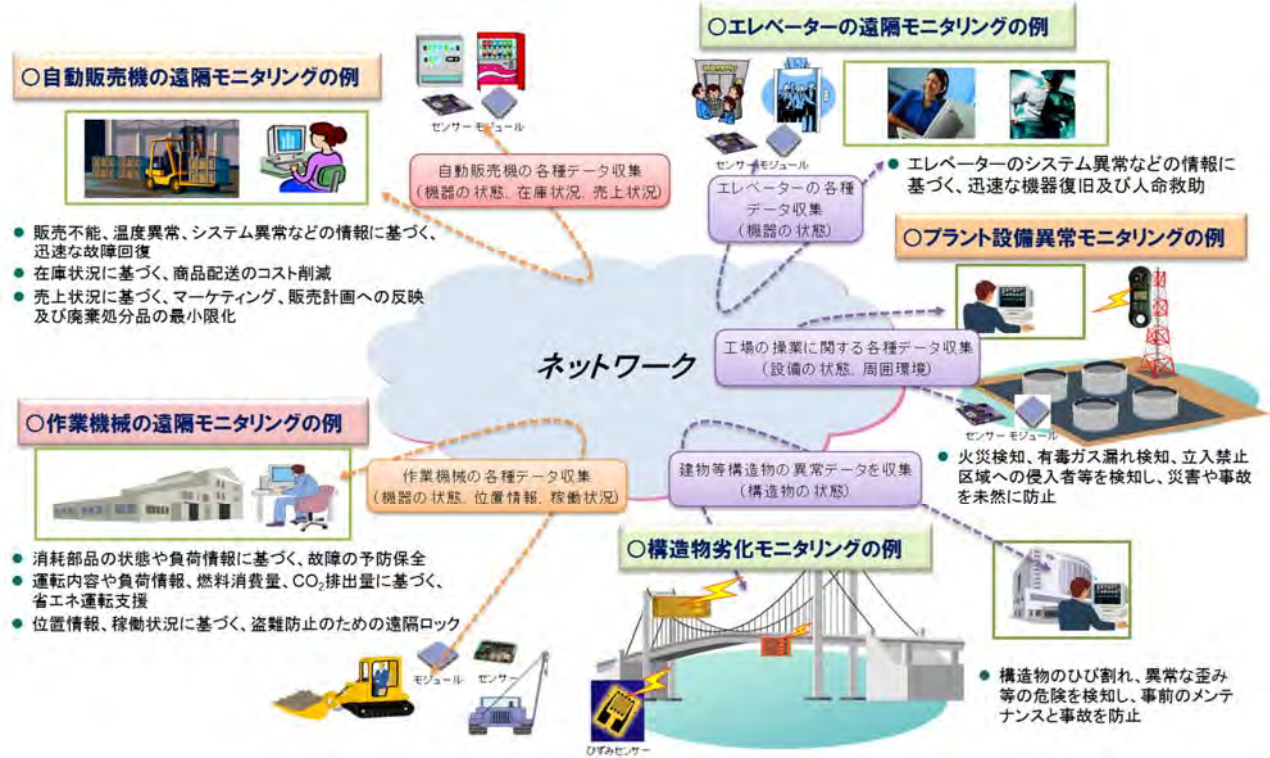 ○自動販売機の遠隔モニタリングの例
センサー モジュール
自動販売機の各種データ収集
(機器の状態、在庫状況、売上状況)
● 販売不能、温度異常、システム異常などの情報に基づく、
迅速な故障回復
● 在庫状況に基づく、商品配送のコスト削減
● 売上状況に基づく、マーケティング、販売計画への反映
及び廃棄処分品の最小限化
○エレベーターの遠隔モニタリングの例
センサー モジュール
エレベーターの各種
データ収集
(機器の状態)
● エレベーターのシステム異常などの情報に
基づく、迅速な機器復旧及び人命救助
○プラント設備異常モニタリングの例
工場の操業に関する各種データ収集
(設備の状態、周囲環境)
センサー モジュール
● 火災検知、有毒ガス漏れ検知、立入禁止
区域への侵入者等を検知し、災害や事故
を未然に防止
ネットワーク
○作業機械の遠隔モニタリングの例
作業機械の各種データ収集
(機器の状態、位置情報、稼働状況)
● 消耗部品の状態や負荷情報に基づく、故障の予防保全
● 運転内容や負荷情報、燃料消費量、CO₂排出量に基づく、
省エネ運転支援
● 位置情報、稼働状況に基づく、盗難防止のための遠隔ロック
モジュール センサー
建物等構造物の異常データを収集
(構造物の状態)
○構造物劣化モニタリングの例
ひずみセンサー
● 構造物のひび割れ、異常な歪み
等の危険を検知し、事前のメンテ
ナンスと事故を防止